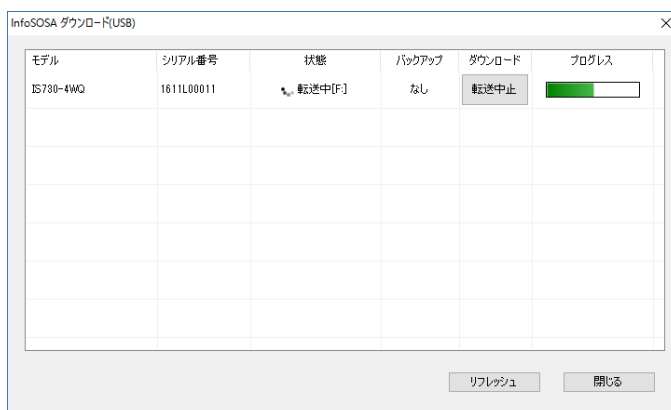 InfoSOSA ダウンロード(USB)
モデル シリアル番号 状態 バックアップ ダウンロード プログレス
IS730-4WQ 1611L00011 転送中[F:] なし 転送中止
リフレッシュ 閉じる